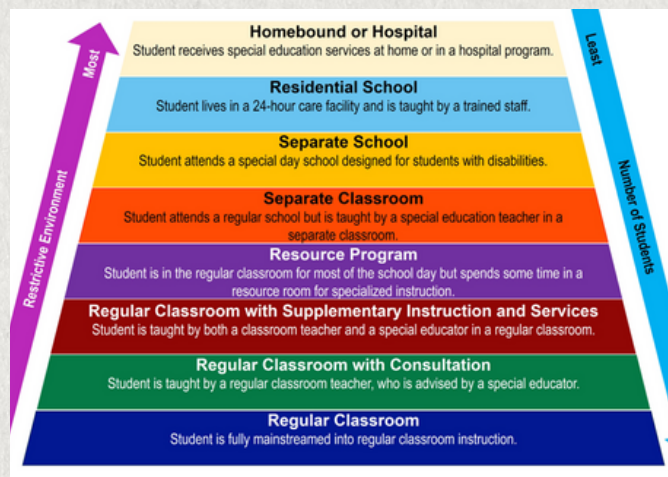 Homebound or Hospital
Student receives special education services at home or in a hospital program.
Residential School
Student lives in a 24-hour care facility and is taught by a trained staff.
Separate School
Student attends a special day school designed for students with disabilities.
Separate Classroom
Student attends a regular school but is taught by a special education teacher in a
separate classroom.
Resource Program
Student is in the regular classroom for most of the school day but spends some time in a
resource room for specialized instruction.
Regular Classroom with Supplementary Instruction and Services
Student is taught by both a classroom teacher and a special educator in a regular classroom.
Regular Classroom with Consultation
Student is taught by a regular classroom teacher, who is advised by a special educator.
Regular Classroom
Student is fully mainstreamed into regular classroom instruction.
Most
Restrictive Environment
Least
Number of Students